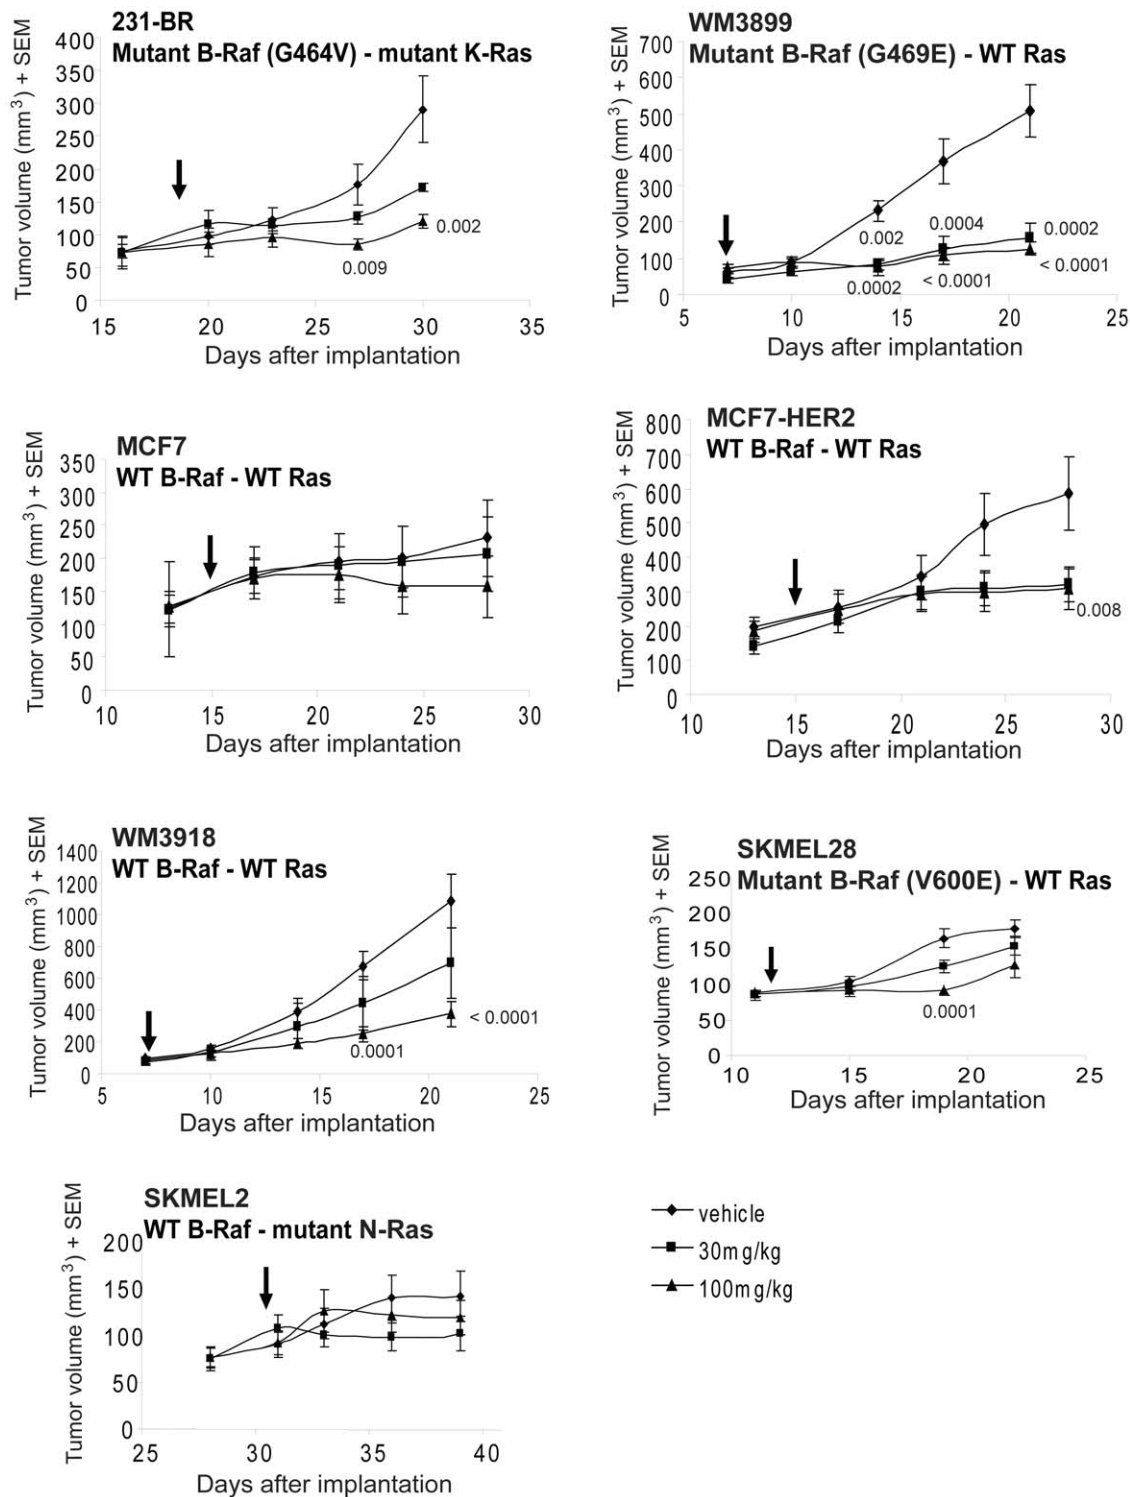 231-BR
Mutant B-Raf (G464V) - mutant K-Ras
Tumor volume (mm³) + SEM
400
350
300
250
200
150
100
50
0
0.009
0.002
15 20 25 30 35
Days after implantation
WM3899
Mutant B-Raf (G469E) - WT Ras
Tumor volume (mm³) + SEM
700
600
500
400
300
200
100
0
0.002
0.0004
0.0002
0.0002
< 0.0001
< 0.0001
5 10 15 20 25
Days after implantation
MCF7
WT B-Raf - WT Ras
Tumor volume (mm³) + SEM
350
300
250
200
150
100
50
0
10 15 20 25 30
Days after implantation
MCF7-HER2
WT B-Raf - WT Ras
Tumor volume (mm³) + SEM
800
700
600
500
400
300
200
100
0
0.008
10 15 20 25 30
Days after implantation
WM3918
WT B-Raf - WT Ras
Tumor volume (mm³) + SEM
1400
1200
1000
800
600
400
200
0
< 0.0001
0.0001
5 10 15 20 25
Days after implantation
SKMEL28
Mutant B-Raf (V600E) - WT Ras
Tumor volume (mm³) + SEM
250
200
150
100
50
0
0.0001
10 15 20 25
Days after implantation
SKMEL2
WT B-Raf - mutant N-Ras
Tumor volume (mm³) + SEM
200
150
100
50
0
25 30 35 40
Days after implantation
vehicle
30mg/kg
100mg/kg